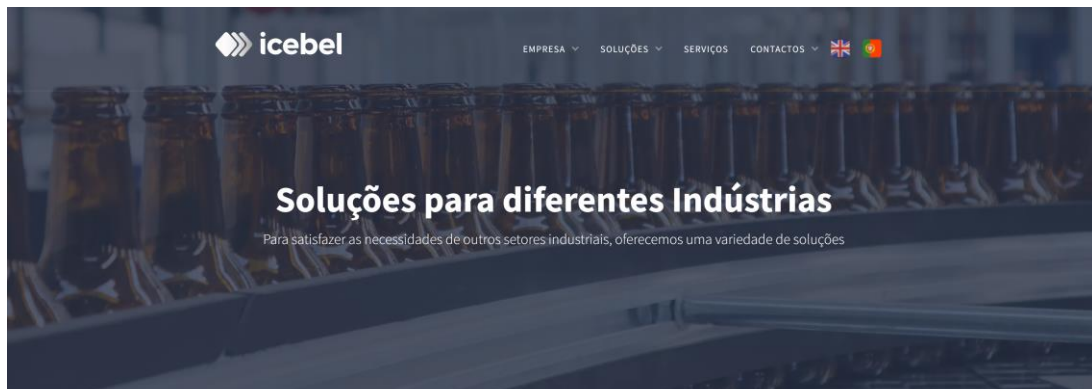 icebel
EMPRESA SOLUÇÕES SERVIÇOS CONTACTOS
Soluções para diferentes Indústrias
Para satisfazer as necessidades de outros setores industriais, oferecemos uma variedade de soluções